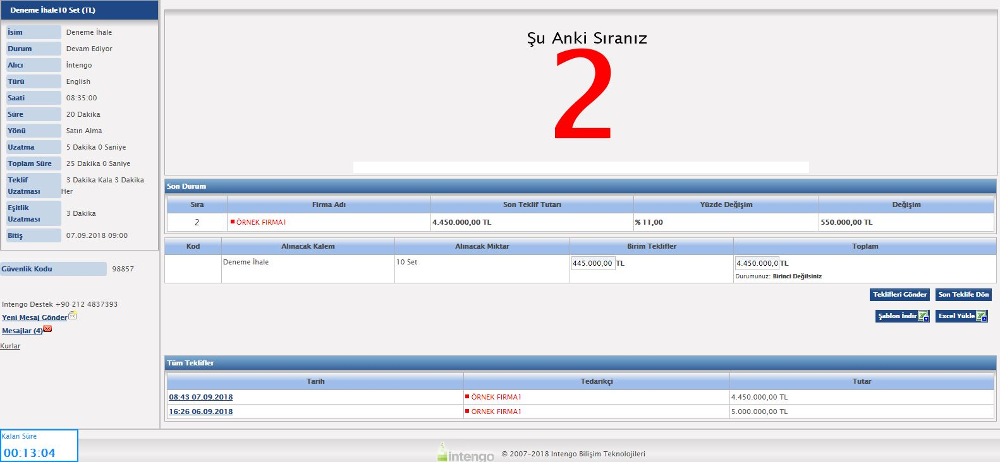 Deneme İhale10 Set (TL)
İsim Deneme İhale
Durum Devam Ediyor
Alıcı İntengo
Türü English
Saati 08:35:00
Süre 20 Dakika
Yönü Satın Alma
Uzatma 5 Dakika 0 Saniye
Toplam Süre 25 Dakika 0 Saniye
Teklif 3 Dakika Kala 3 Dakika
Uzatması Her
Eşitlik
Uzatması 3 Dakika
Bitiş 07.09.2018 09:00
Güvenlik Kodu 98857
Intengo Destek +90 212 4837393
Yeni Mesaj Gönder
Mesajlar (4)
Kurlar
Kalan Süre
00:13:04
Şu Anki Sıranız
2
Son Durum
Sıra Firma Adı Son Teklif Tutarı Yüzde Değişim Değişim
2 ÖRNEK FIRMA1 4.450.000,00 TL % 11,00 550.000,00 TL
Kod Alınacak Kalem Alınacak Miktar Birim Teklifler Toplam
Deneme İhale 10 Set 445.000,00 TL 4.450.000,0 TL
Durumunuz: Birinci Değilsiniz
Teklifleri Gönder Son Teklife Dön
Şablon İndir Excel Yükle
Tüm Teklifler
Tarih Tedarikçi Tutar
08:43 07.09.2018 ÖRNEK FIRMA1 4.450.000,00 TL
16:26 06.09.2018 ÖRNEK FIRMA1 5.000.000,00 TL
intengo © 2007-2018 Intengo Bilişim Teknolojileri